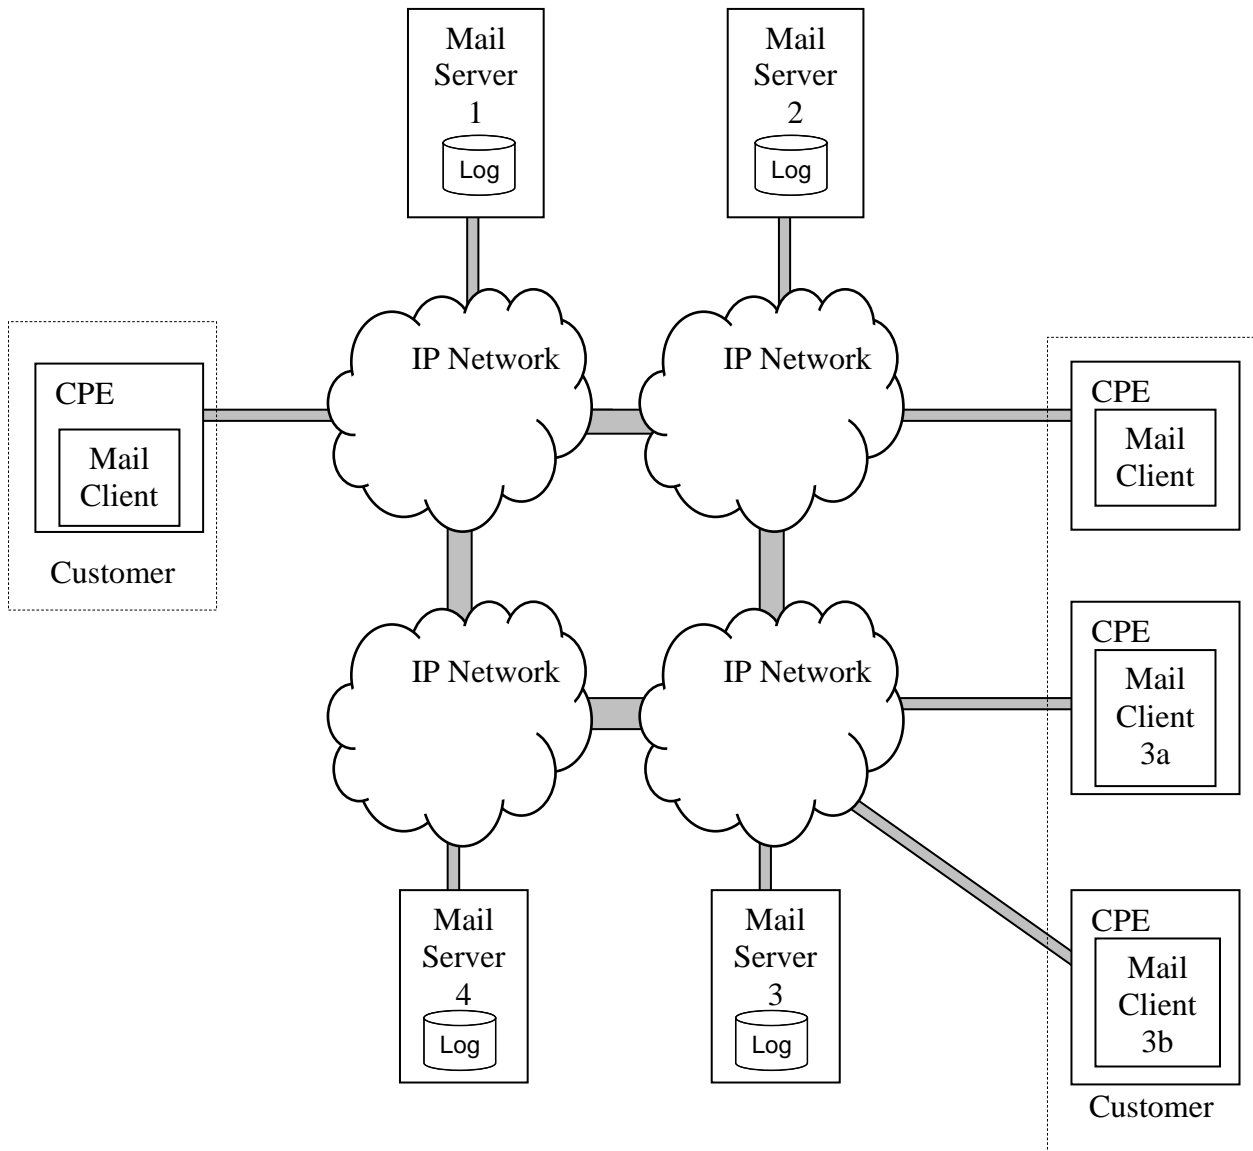 Mail
Server
1
Log
Mail
Server
2
Log
IP Network
IP Network
CPE
Mail
Client
Customer
CPE
Mail
Client
IP Network
IP Network
CPE
Mail
Client
3a
Mail
Server
4
Log
Mail
Server
3
Log
CPE
Mail
Client
3b
Customer